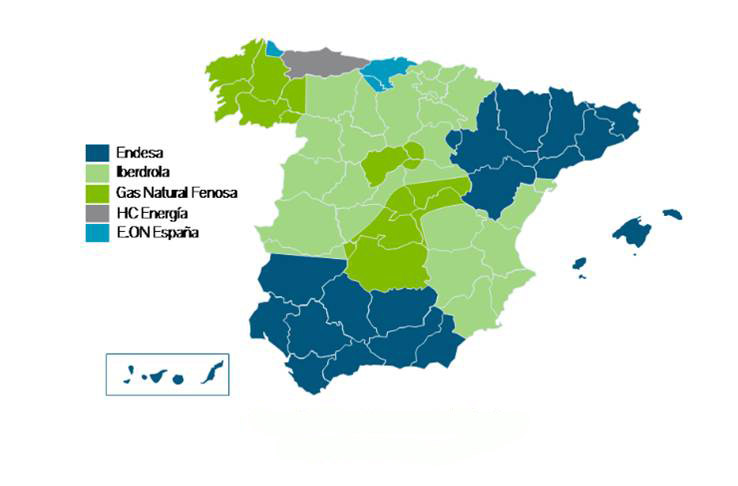 Endesa
Iberdrola
Gas Natural Fenosa
HC Energía
E.ON España